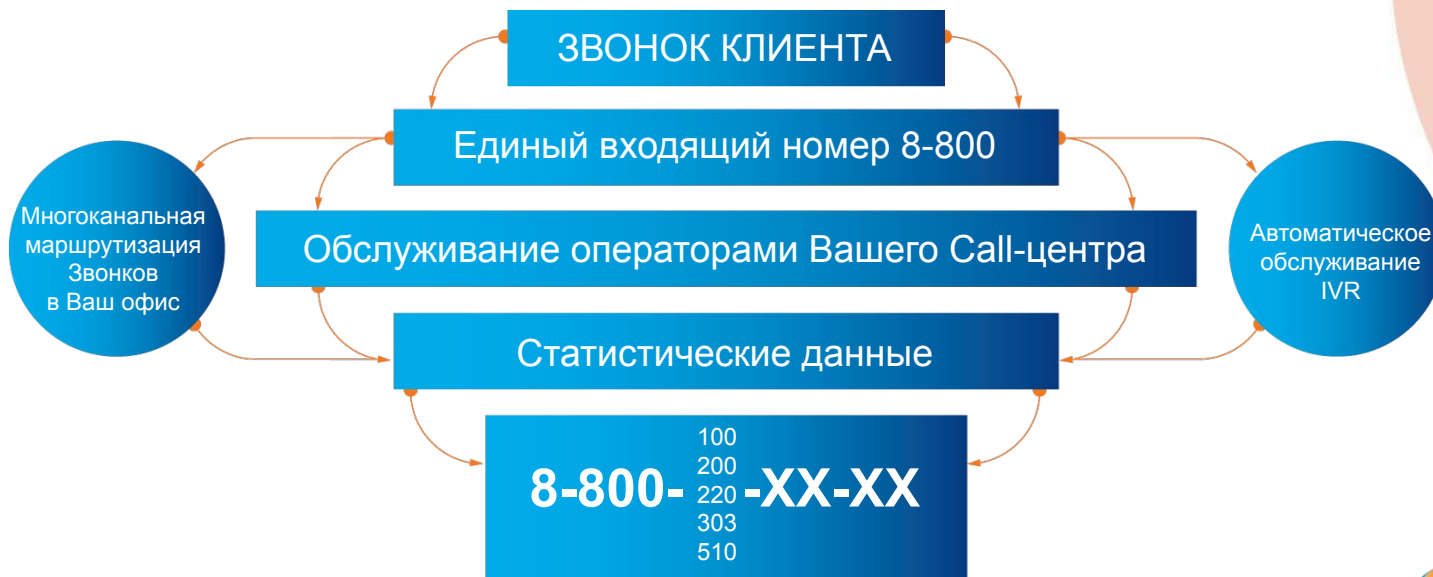 ЗВОНОК КЛИЕНТА
Единый входящий номер 8-800
Многоканальная
маршрутизация
Звонков
в Ваш офис
Обслуживание операторами Вашего Call-центра
Автоматическое
обслуживание
IVR
Статистические данные
100
200
8-800- 220 -XX-XX
303
510